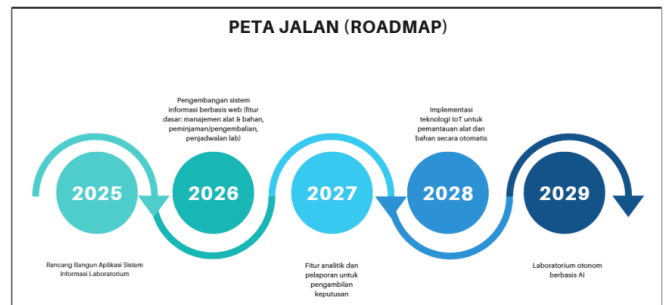 PETA JALAN (ROADMAP)
Pengembangan sistem
informasi berbasis web (fitur
dasar: manajemen alat & bahan,
peminjaman/pengembalian,
penjadwalan lab)
Implementasi
teknologi IoT untuk
pemantauan alat dan
bahan secara otomatis
2025
2026
2027
2028
2029
Rancang Bangun Aplikasi Sistem
Informasi Laboratorium
Fitur analitik dan
pelaporan untuk
pengambilan
keputusan
Laboratorium otonom
berbasis AI